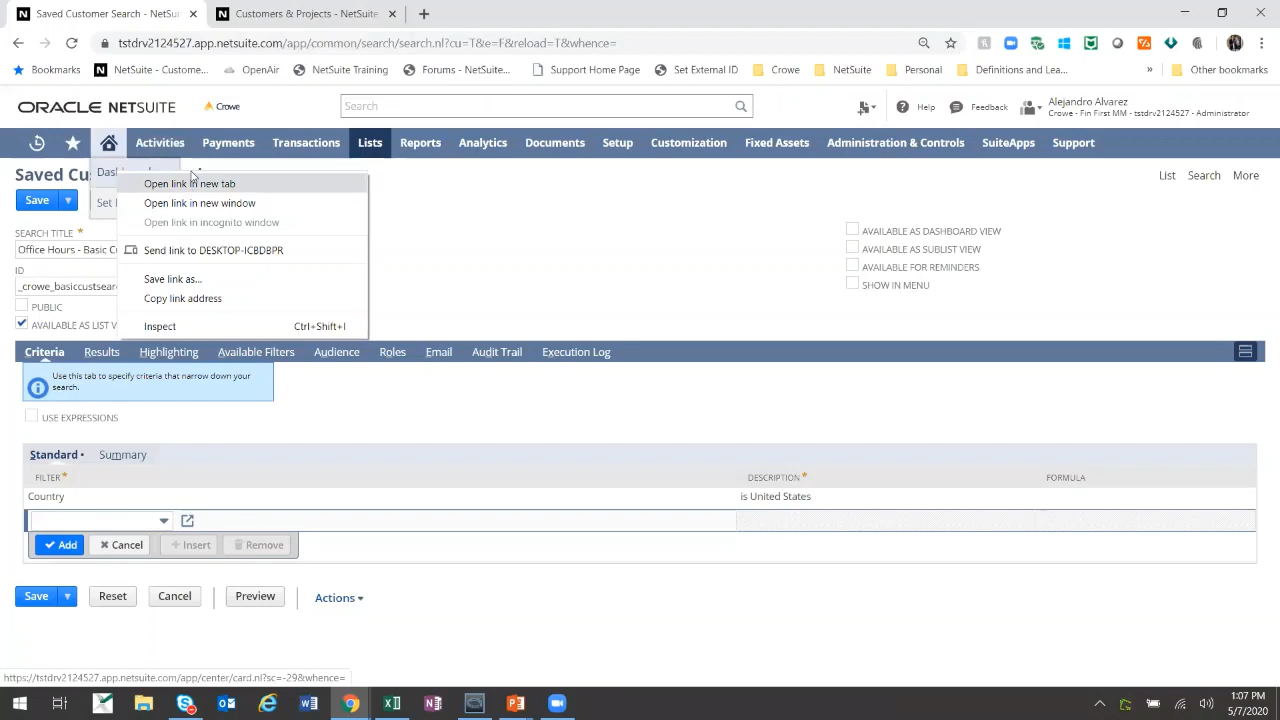 Saved Customer Search - NetSuite
Customers & Projects - NetSuite
tstdrv2124527.app.netsuite.com/app/common/search/search.nl?cu=T&e=F&reload=T&whence=
Bookmarks
NetSuite - Custome...
OpenAir
NetSuite Training
Forums - NetSuite...
Support Home Page
Set External ID
Crowe
NetSuite
Personal
Definitions and Lea...
»
Other bookmarks
ORACLE NETSUITE
Crowe
Search
Help
Feedback
Alejandro Alvarez
Crowe - Fin First MM - tstdrv2124527 - Administrator
Activities
Payments
Transactions
Lists
Reports
Analytics
Documents
Setup
Customization
Fixed Assets
Administration & Controls
SuiteApps
Support
Saved Cu
List
Search
More
Save
Set
Open link in new tab
Open link in new window
Open link in incognito window
Send link to DESKTOP-ICBDBPR
Save link as...
Copy link address
Inspect
Ctrl+Shift+I
SEARCH TITLE *
Office Hours - Basic C
ID
_crowe_basiccustsear
PUBLIC
AVAILABLE AS LIST V
AVAILABLE AS DASHBOARD VIEW
AVAILABLE AS SUBLIST VIEW
AVAILABLE FOR REMINDERS
SHOW IN MENU
Criteria
Results
Highlighting
Available Filters
Audience
Roles
Email
Audit Trail
Execution Log
Use this tab to specify criteria that narrow down your
search.
USE EXPRESSIONS
Standard •
Summary
FILTER *
DESCRIPTION *
FORMULA
Country
is United States
Add
Cancel
+ Insert
Remove
Save
Reset
Cancel
Preview
Actions
https://tstdrv2124527.app.netsuite.com/app/center/card.nl?sc=-29&whence=
1:07 PM
5/7/2020